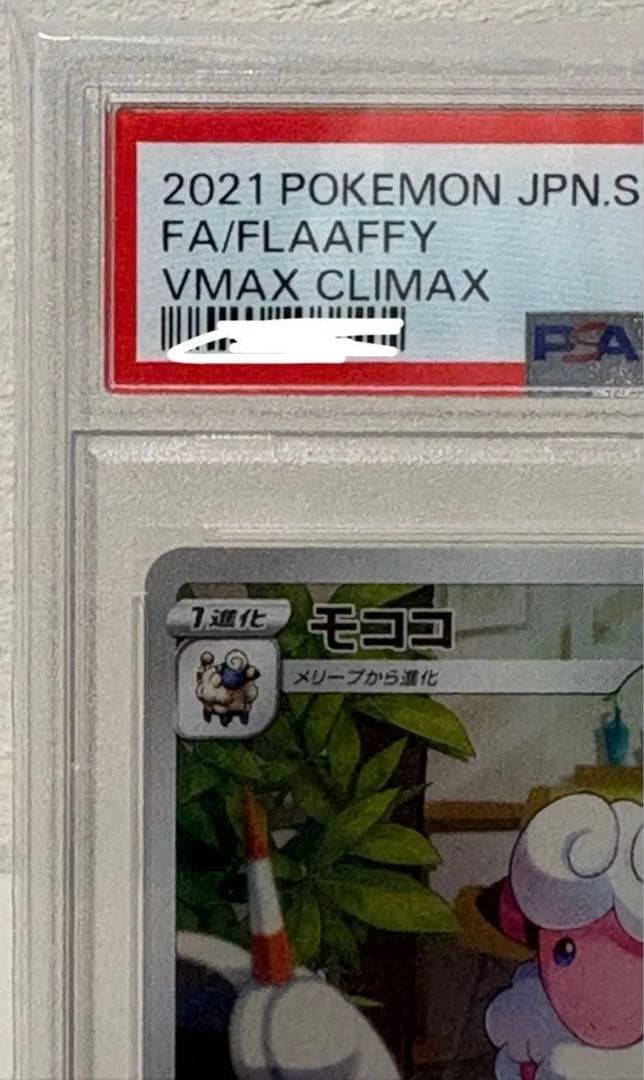 2021 POKEMON JPN.S
FA/FLAAFFY
VMAX CLIMAX
PSA
1進化
モココ
メリープから進化